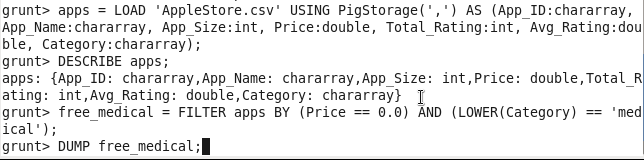 grunt> apps = LOAD 'AppleStore.csv' USING PigStorage(',') AS (App_ID:chararray,
App_Name:chararray, App_Size:int, Price:double, Total_Rating:int, Avg_Rating:dou
ble, Category:chararray);
grunt> DESCRIBE apps;
apps: {App_ID: chararray,App_Name: chararray,App_Size: int,Price: double,Total_R
ating: int,Avg_Rating: double,Category: chararray}
grunt> free_medical = FILTER apps BY (Price == 0.0) AND (LOWER(Category) == 'med
ical');
grunt> DUMP free_medical;